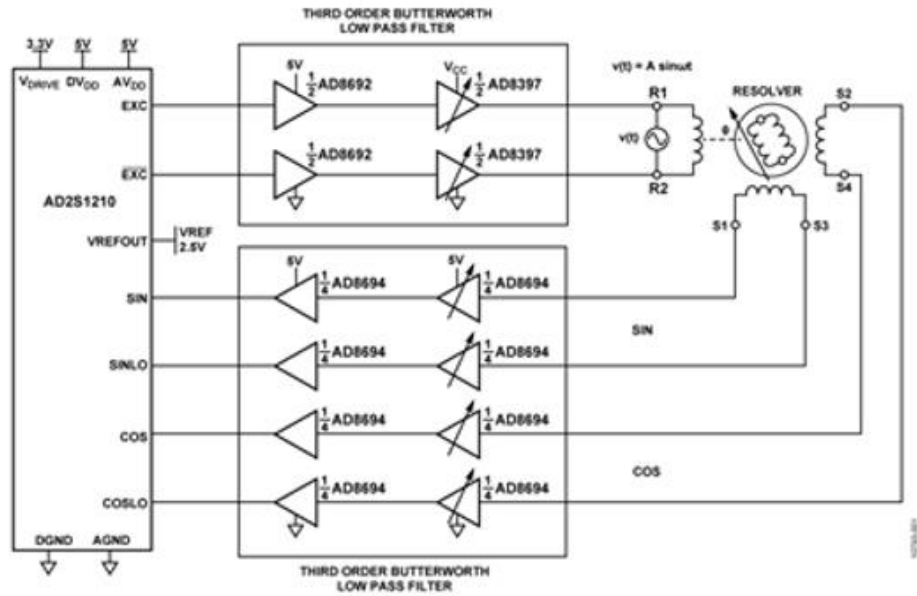 THIRD ORDER BUTTERWORTH
LOW PASS FILTER
3.3V 5V 5V
VDRIVE DVDD AVDD
EXC
EXC
AD2S1210
VREFOUT
VREF
2.5V
SIN
SINLO
COS
COSLO
DGND AGND
5V
1/2 AD8692
VCC
1/2 AD8397
1/2 AD8692
1/2 AD8397
v(t) = A sinωt
R1
v(t)
R2
RESOLVER
θ
S2
S4
S1 S3
5V
1/4 AD8694
5V
1/4 AD8694
SIN
1/4 AD8694
1/4 AD8694
1/4 AD8694
1/4 AD8694
COS
1/4 AD8694
1/4 AD8694
THIRD ORDER BUTTERWORTH
LOW PASS FILTER